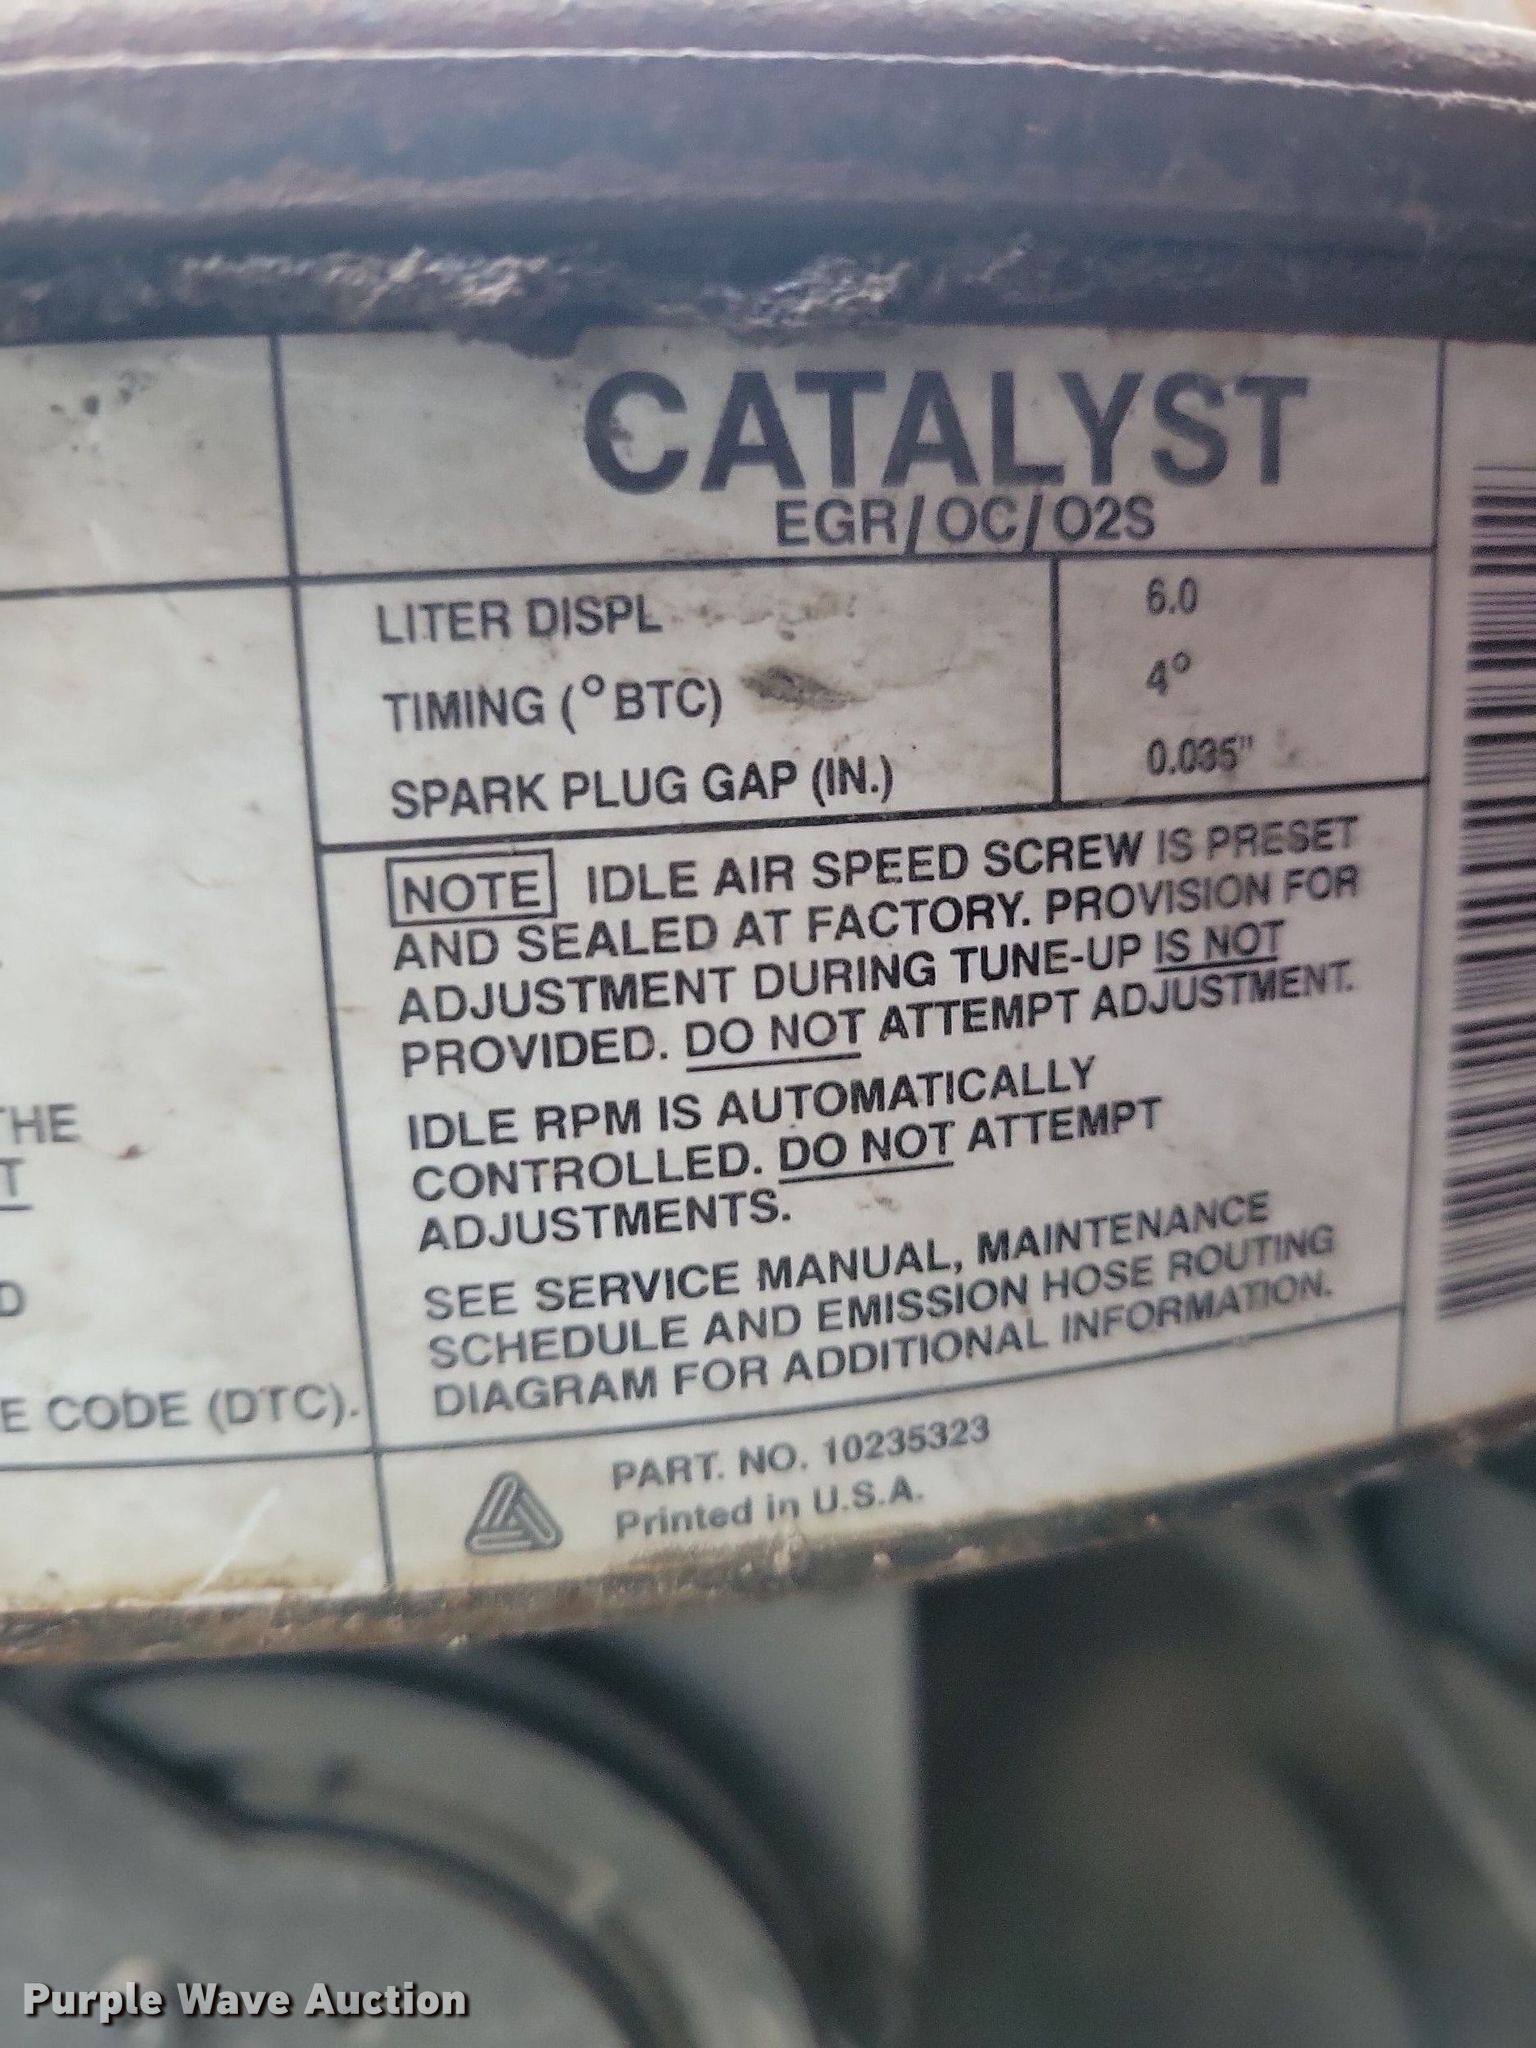 CATALYST
EGR/OC/O2S
LITER DISPL 6.0
TIMING (°BTC) 4°
SPARK PLUG GAP (IN.) 0.035"
NOTE IDLE AIR SPEED SCREW IS PRESET
AND SEALED AT FACTORY. PROVISION FOR
ADJUSTMENT DURING TUNE-UP IS NOT
PROVIDED. DO NOT ATTEMPT ADJUSTMENT.
IDLE RPM IS AUTOMATICALLY
CONTROLLED. DO NOT ATTEMPT
ADJUSTMENTS.
SEE SERVICE MANUAL, MAINTENANCE
SCHEDULE AND EMISSION HOSE ROUTING
DIAGRAM FOR ADDITIONAL INFORMATION.
THE
T
D
E CODE (DTC).
PART. NO. 10235323
Printed in U.S.A.
Purple Wave Auction